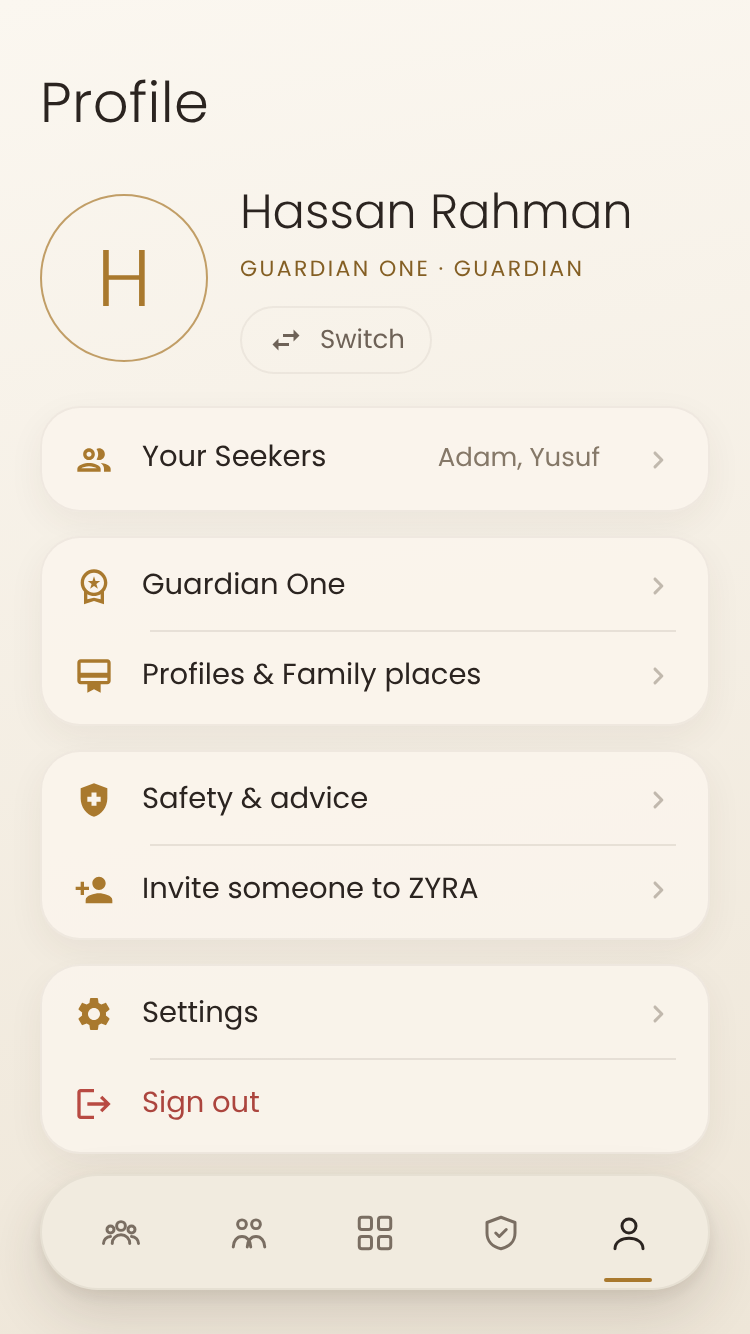 Profile
H
Hassan Rahman
GUARDIAN ONE · GUARDIAN
Switch
Your Seekers Adam, Yusuf
Guardian One
Profiles & Family places
Safety & advice
Invite someone to ZYRA
Settings
Sign out